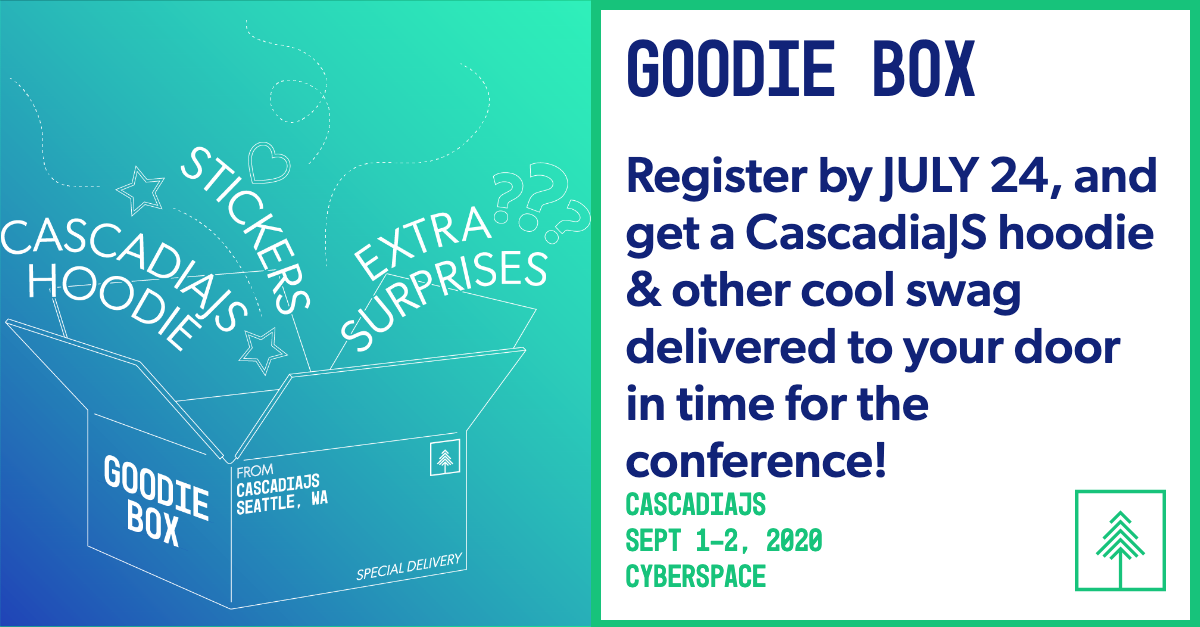 STICKERS
CASCADIAJS
HOODIE
EXTRA
SURPRISES
???
GOODIE
BOX
FROM
CASCADIAJS
SEATTLE, WA
SPECIAL DELIVERY
GOODIE BOX
Register by JULY 24, and
get a CascadiaJS hoodie
& other cool swag
delivered to your door
in time for the
conference!
CASCADIAJS
SEPT 1-2, 2020
CYBERSPACE